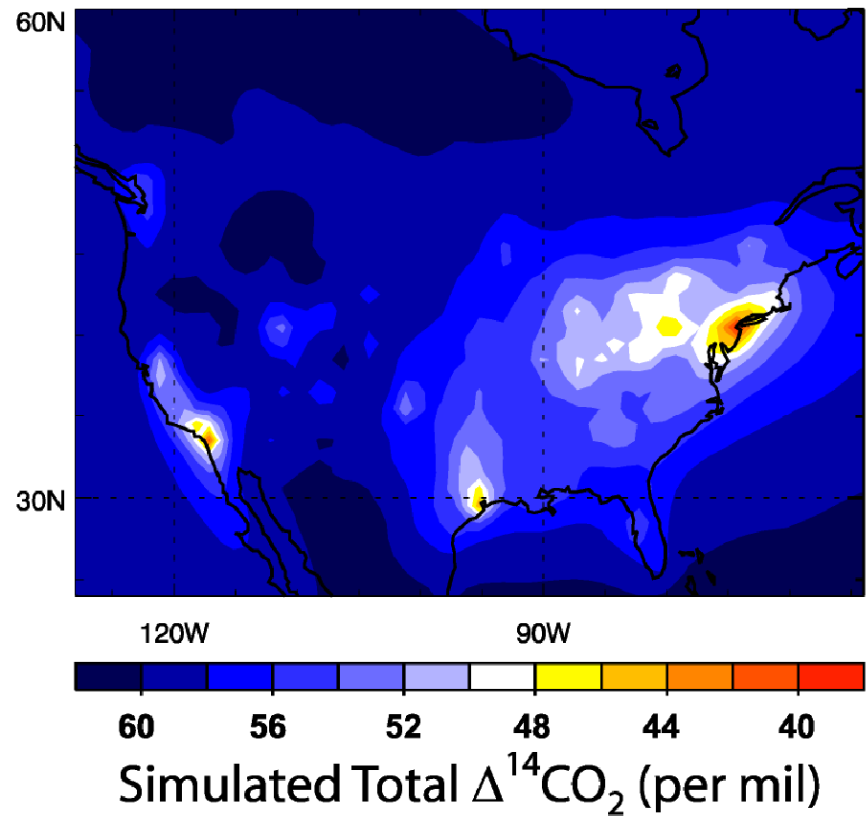 60N
30N
120W 90W
60 56 52 48 44 40
Simulated Total Δ¹⁴CO₂ (per mil)